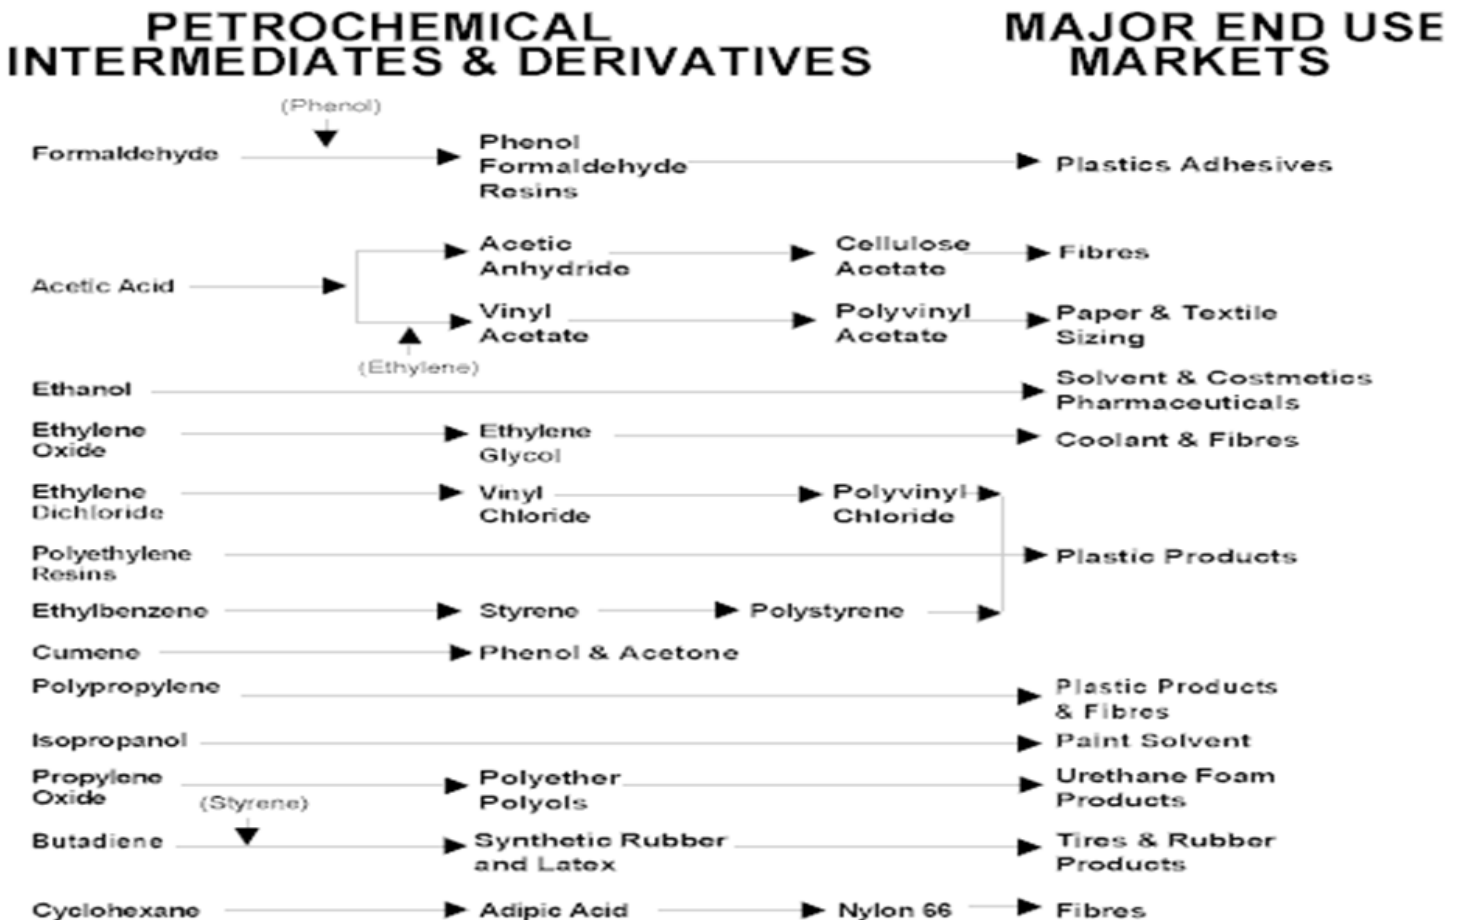 PETROCHEMICAL
INTERMEDIATES & DERIVATIVES
MAJOR END USE
MARKETS
(Phenol)
Formaldehyde
Phenol
Formaldehyde
Resins
Plastics Adhesives
Acetic Acid
Acetic
Anhydride
Cellulose
Acetate
Fibres
Vinyl
Acetate
Polyvinyl
Acetate
Paper & Textile
Sizing
(Ethylene)
Ethanol
Solvent & Costmetics
Pharmaceuticals
Ethylene
Oxide
Ethylene
Glycol
Coolant & Fibres
Ethylene
Dichloride
Vinyl
Chloride
Polyvinyl
Chloride
Polyethylene
Resins
Plastic Products
Ethylbenzene
Styrene
Polystyrene
Cumene
Phenol & Acetone
Polypropylene
Plastic Products
& Fibres
Isopropanol
Paint Solvent
Propylene
Oxide
Polyether
Polyols
Urethane Foam
Products
(Styrene)
Butadiene
Synthetic Rubber
and Latex
Tires & Rubber
Products
Cyclohexane
Adipic Acid
Nylon 66
Fibres